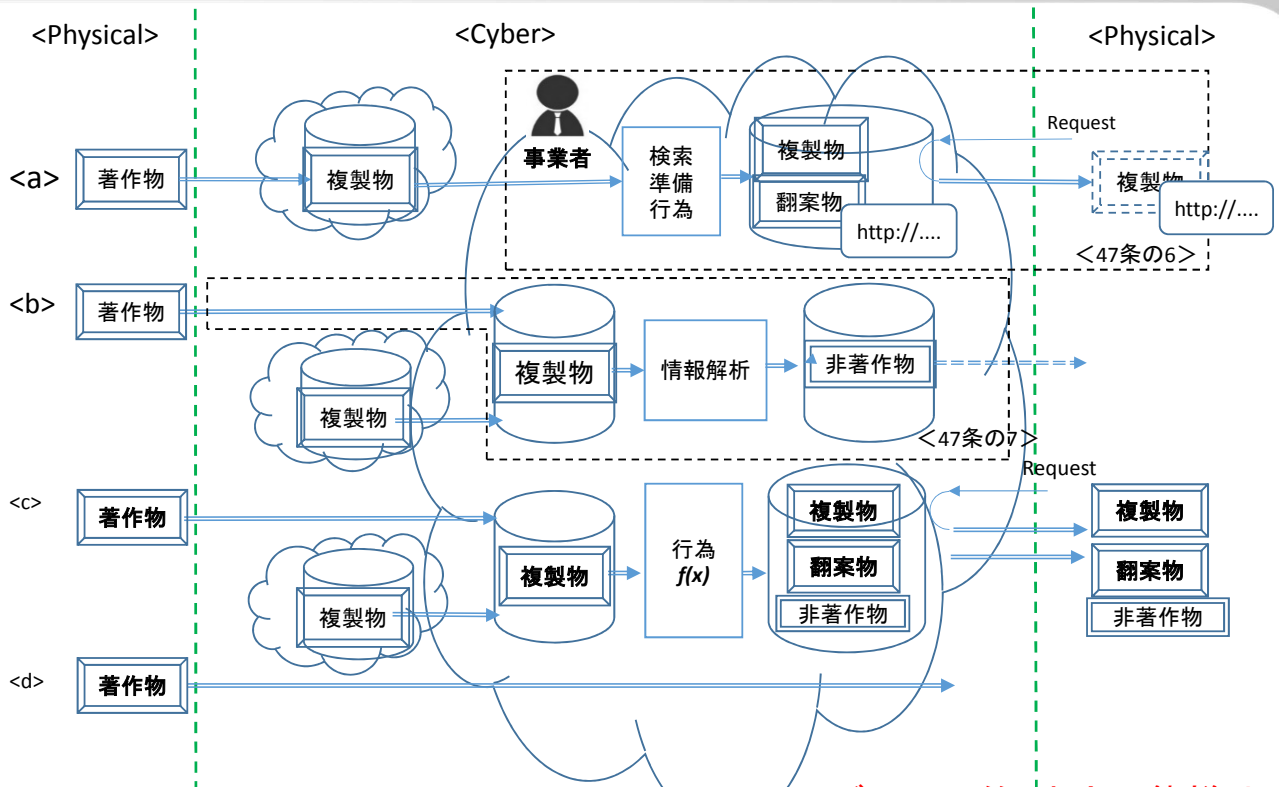 <Physical>
<Cyber>
<Physical>
事業者
検索
準備
行為
複製物
翻案物
http://....
Request
<a>
著作物
複製物
複製物
http://....
＜47条の6＞
<b>
著作物
複製物
情報解析
非著作物
複製物
＜47条の7＞
<c>
著作物
複製物
行為
f(x)
複製物
翻案物
非著作物
Request
複製物
翻案物
非著作物
複製物
<d>
著作物